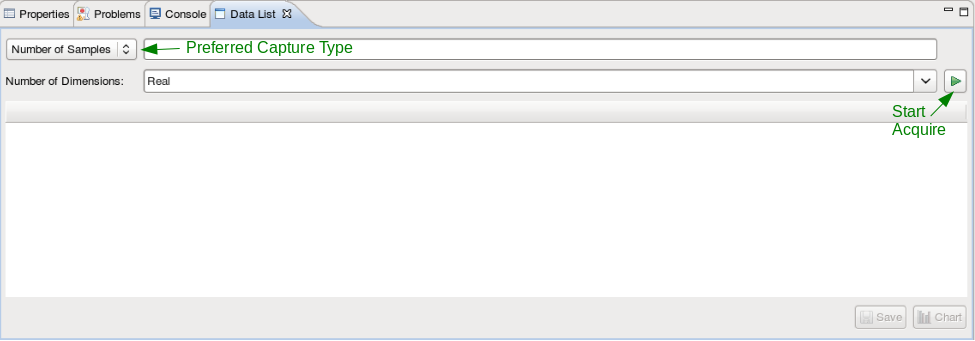 Properties Problems Console Data List
Number of Samples Preferred Capture Type
Number of Dimensions: Real
Start
Acquire
Save Chart